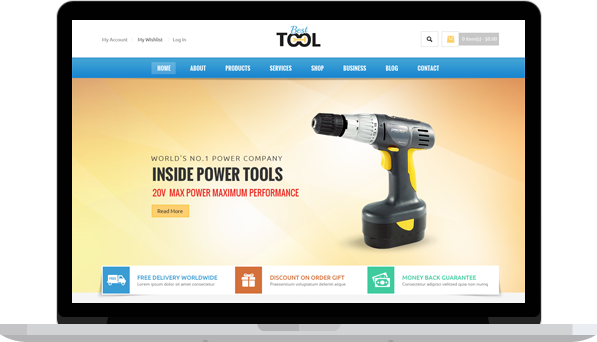 My Account My Wishlist Log In
Best
TOOL
0 item(s) - $0.00
HOME ABOUT PRODUCTS SERVICES SHOP BUSINESS BLOG CONTACT
WORLD'S NO.1 POWER COMPANY
INSIDE POWER TOOLS
20V MAX POWER MAXIMUM PERFORMANCE
Read More
FREE DELIVERY WORLDWIDE
Lorem ipsum dolor sit amet consectetur
DISCOUNT ON ORDER GIFT
Praesentium voluptatum deleniti atque
MONEY BACK GUARANTEE
Consectetur adipisci velitsed quia non numq